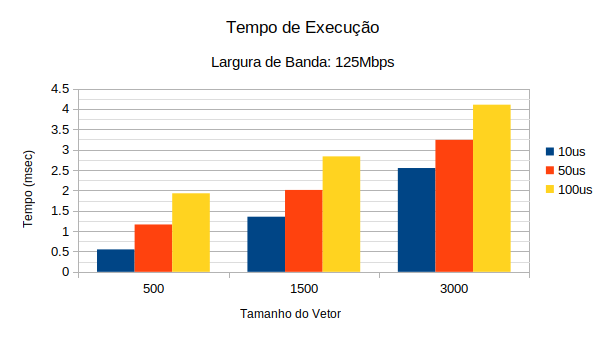 Tempo de Execução
Largura de Banda: 125Mbps
4.5
4
3.5
3
2.5
2
1.5
1
0.5
0
Tempo (msec)
500
1500
3000
Tamanho do Vetor
10us
50us
100us